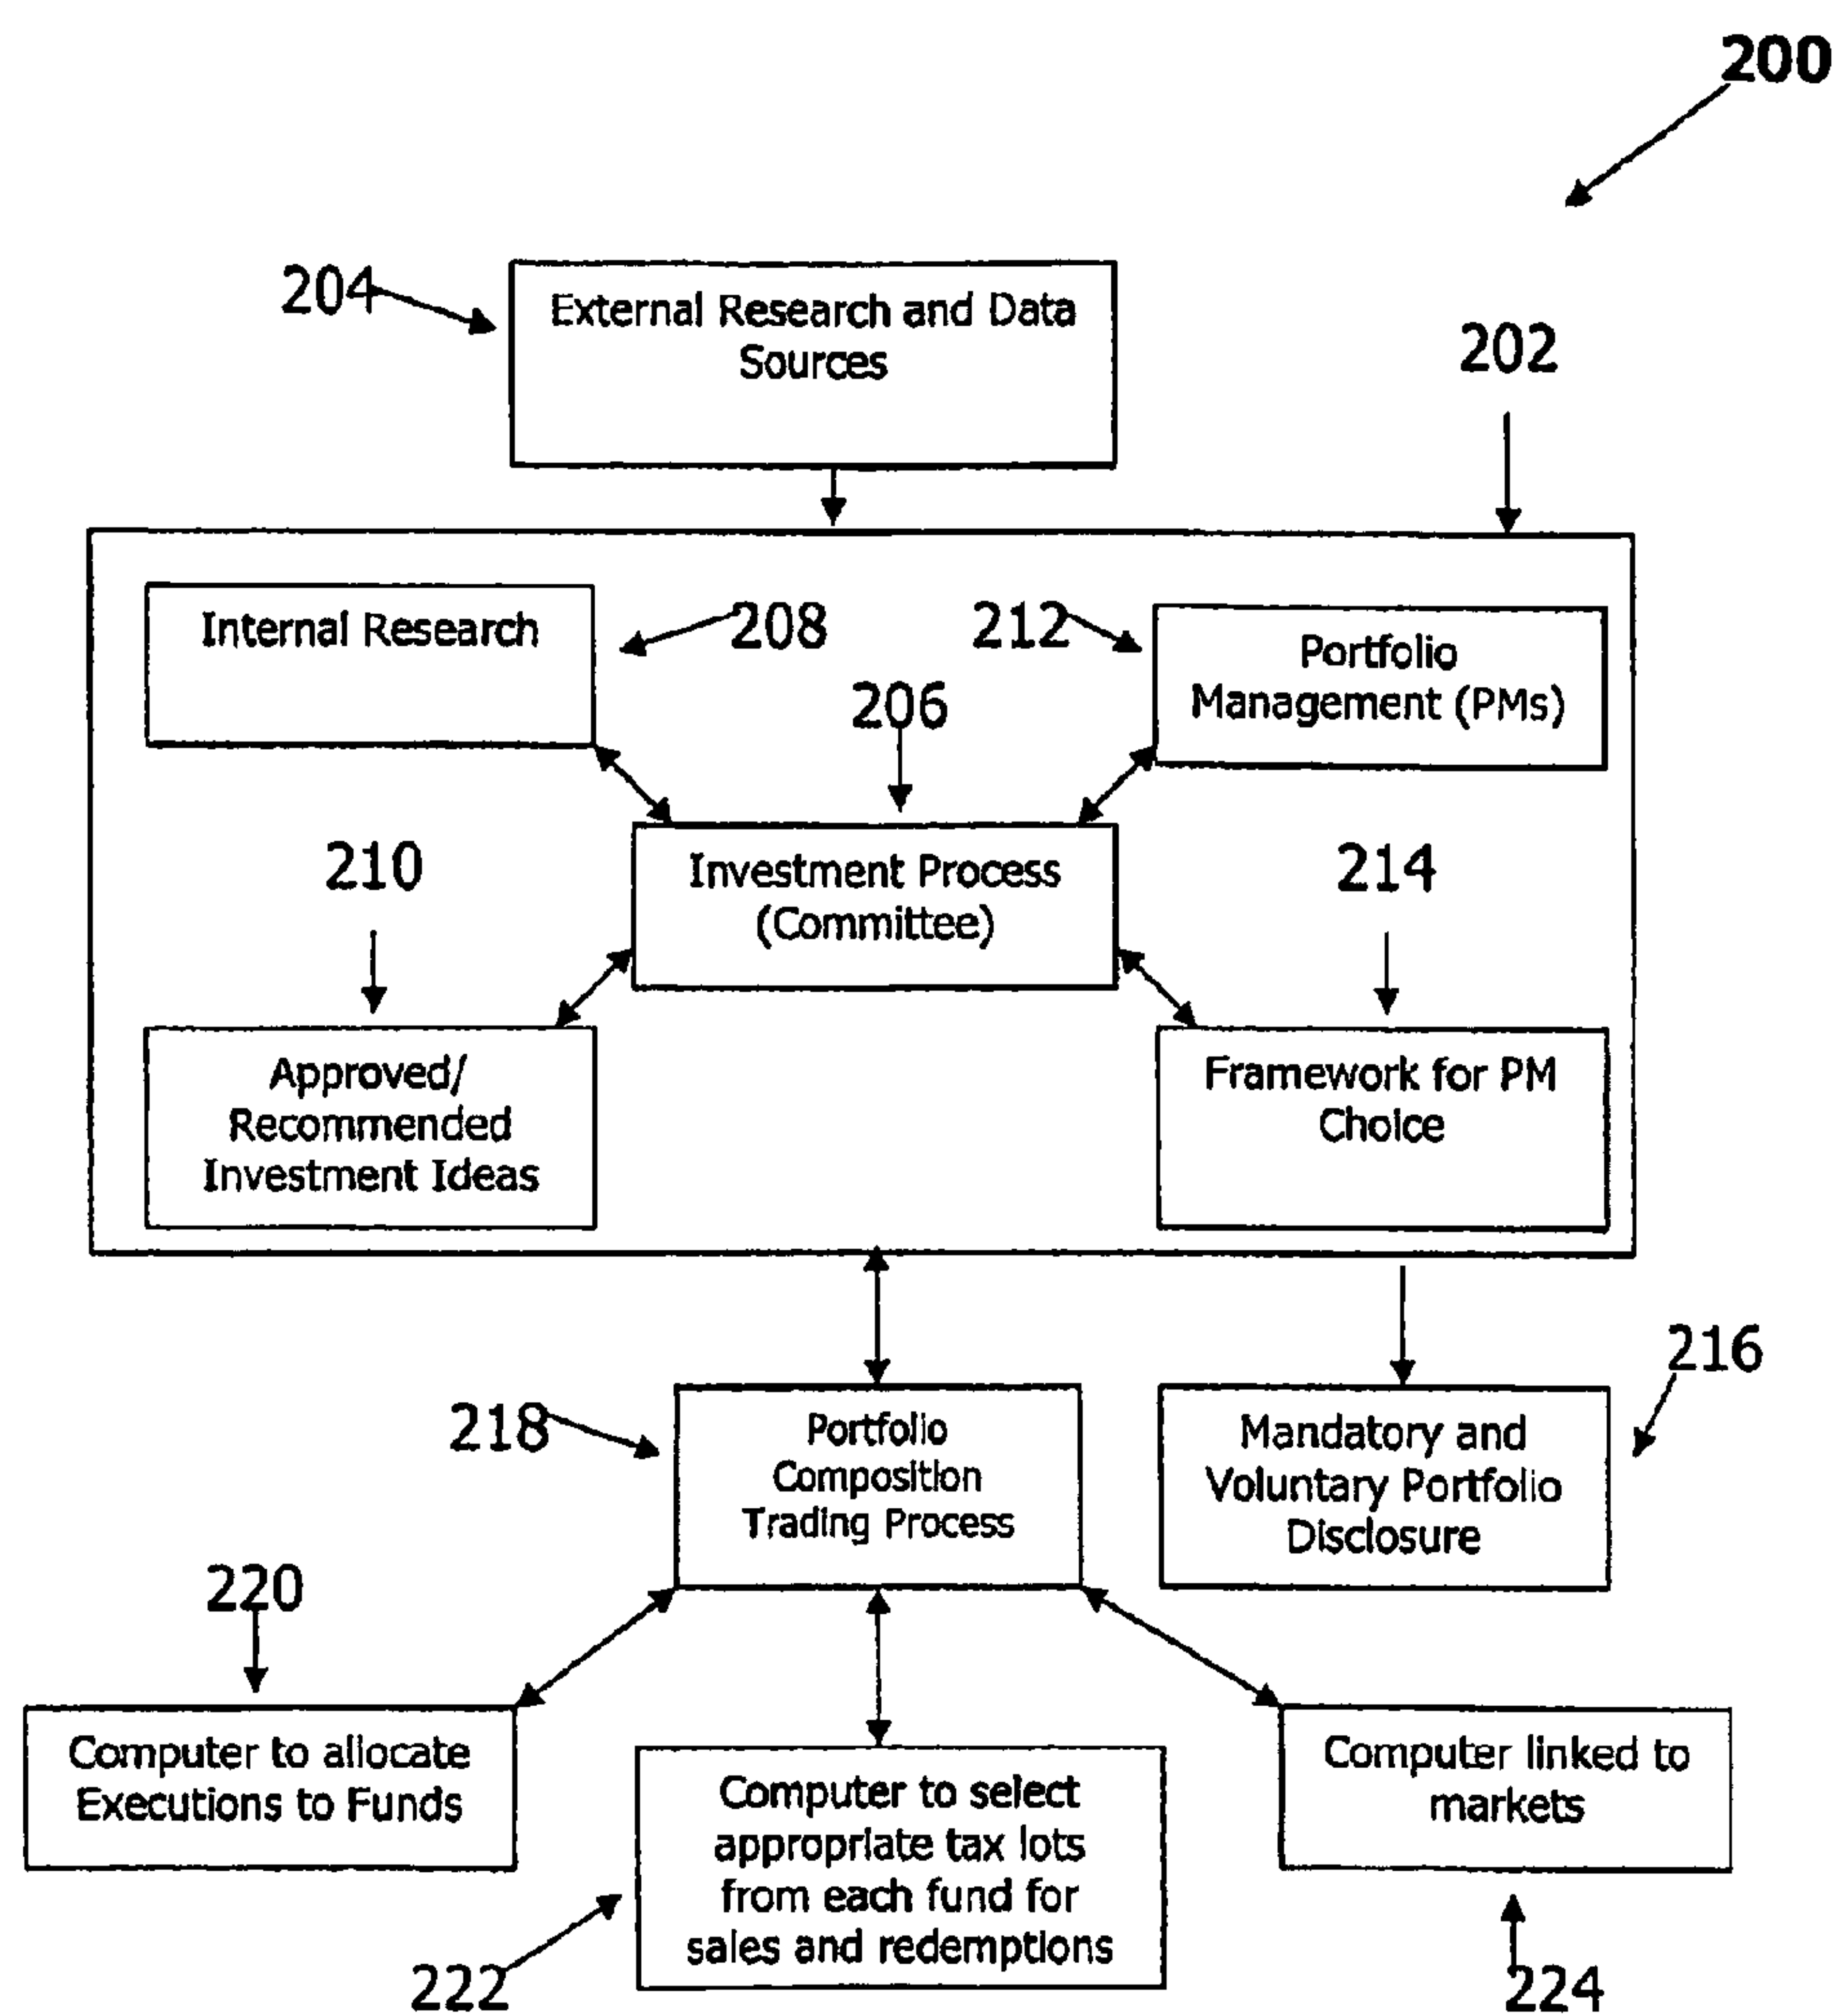 200
204
External Research and Data
Sources
202
Internal Research
208
212
Portfolio
Management (PMs)
206
210
Investment Process
(Committee)
214
Approved/
Recommended
Investment Ideas
Framework for PM
Choice
218
Portfolio
Composition
Trading Process
216
Mandatory and
Voluntary Portfolio
Disclosure
220
Computer to allocate
Executions to Funds
Computer to select
appropriate tax lots
from each fund for
sales and redemptions
Computer linked to
markets
222
224